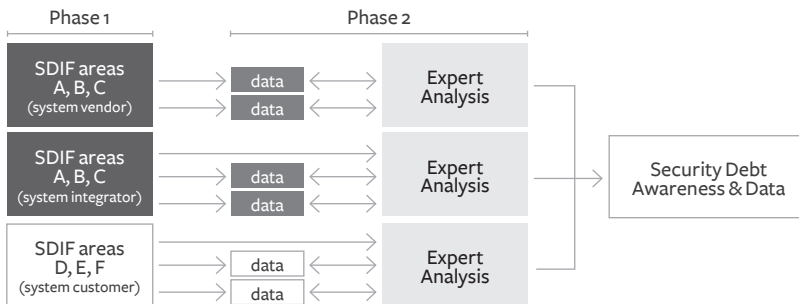 Phase 1
Phase 2
SDIF areas
A, B, C
(system vendor)
data
data
Expert
Analysis
SDIF areas
A, B, C
(system integrator)
data
data
Expert
Analysis
Security Debt
Awareness & Data
SDIF areas
D, E, F
(system customer)
data
data
Expert
Analysis